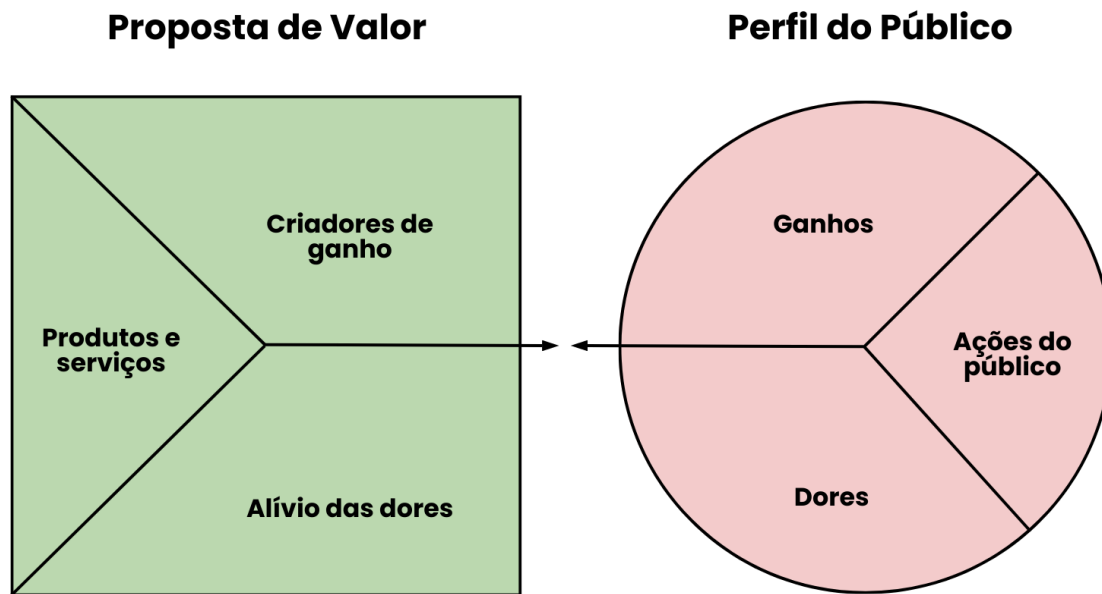 Proposta de Valor
Perfil do Público
Criadores de
ganho
Produtos e
serviços
Alívio das dores
Ganhos
Ações do
público
Dores